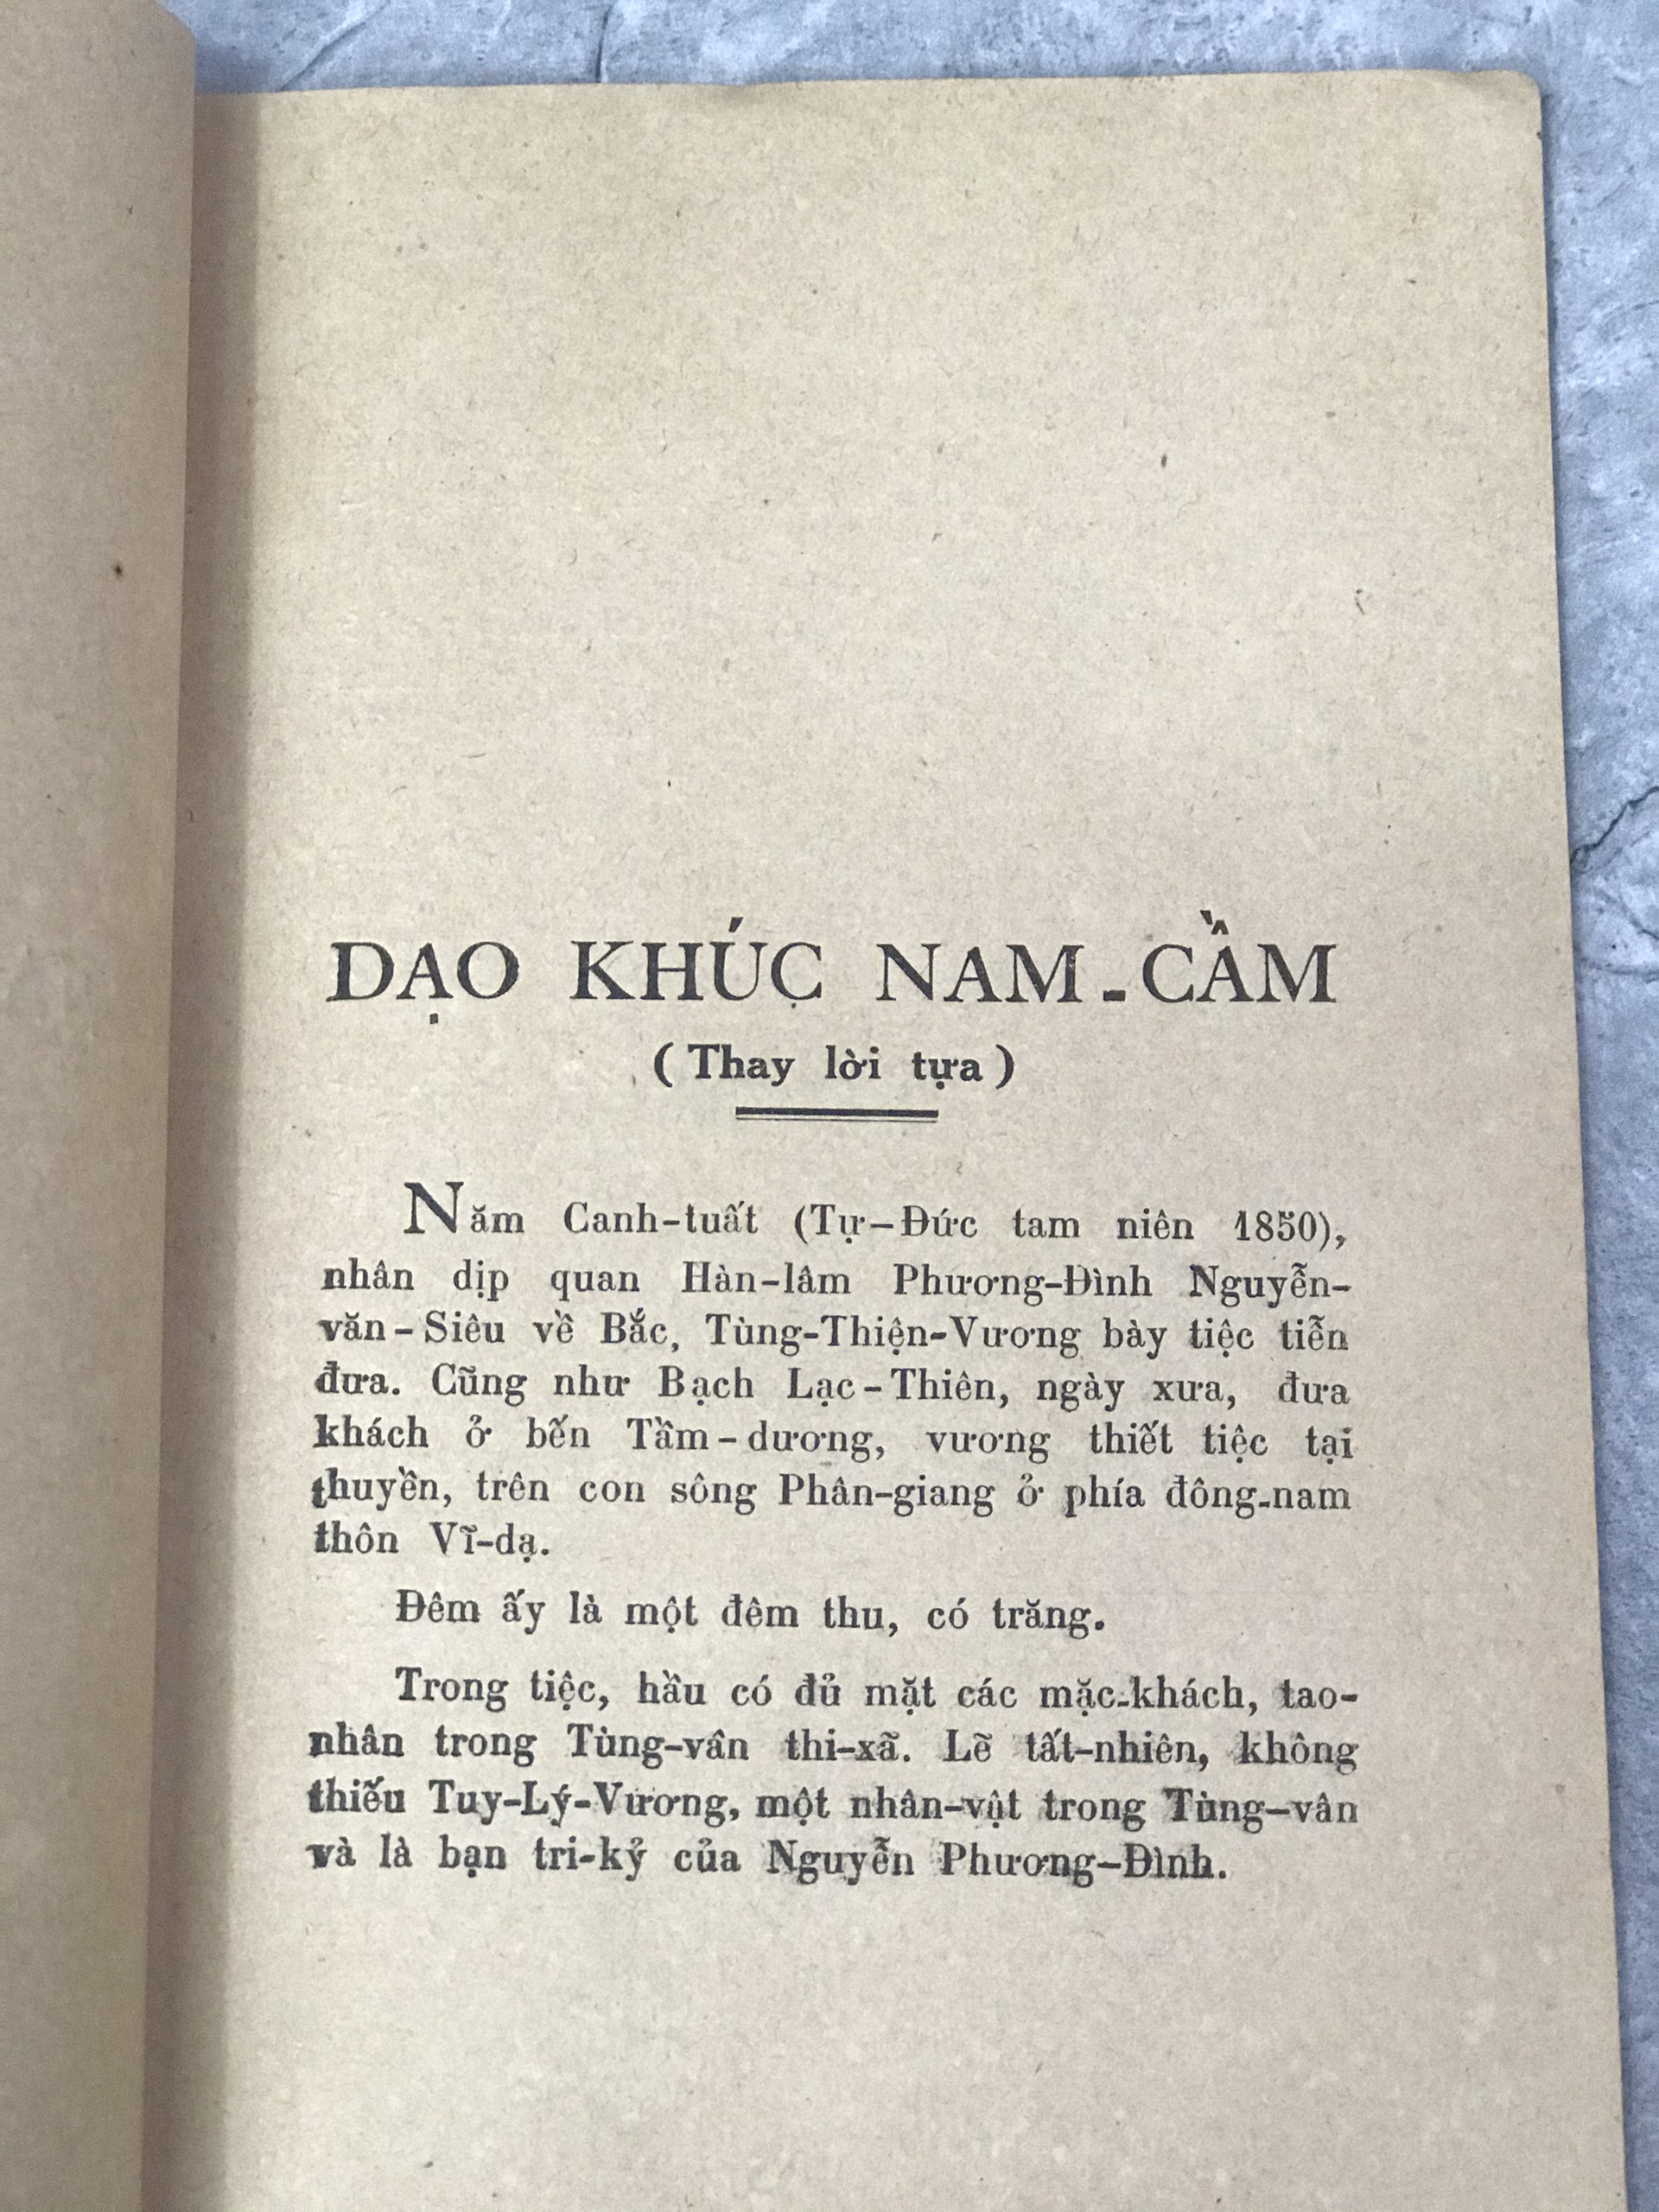 DẠO KHÚC NAM-CẦM
(Thay lời tựa)
Năm Canh-tuất (Tự-Đức tam niên 1850),
nhân dịp quan Hàn-lâm Phương-Đình Nguyễn-
văn-Siêu về Bắc, Tùng-Thiện-Vương bày tiệc tiễn
đưa. Cũng như Bạch Lạc-Thiên, ngày xưa, đưa
khách ở bến Tầm-dương, vương thiết tiệc tại
thuyền, trên con sông Phân-giang ở phía đông-nam
thôn Vĩ-dạ.
Đêm ấy là một đêm thu, có trăng.
Trong tiệc, hầu có đủ mặt các mặc-khách, tao-
nhân trong Tùng-vân thi-xã. Lẽ tất-nhiên, không
thiếu Tuy-Lý-Vương, một nhân-vật trong Tùng-vân
và là bạn tri-kỷ của Nguyễn Phương-Đình.